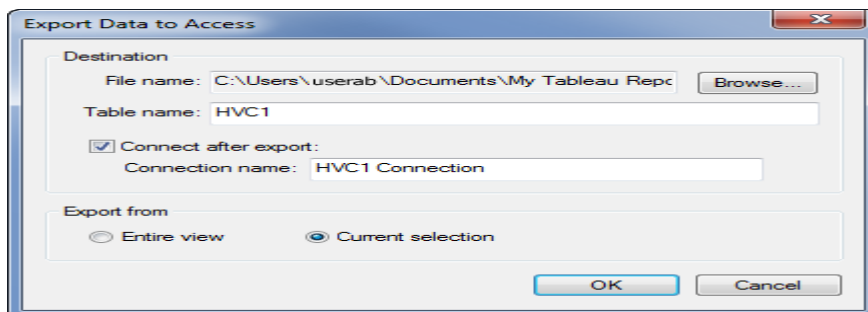 Export Data to Access
Destination
File name: C:\Users\userab\Documents\My Tableau Repc Browse...
Table name: HVC1
Connect after export:
Connection name: HVC1 Connection
Export from
Entire view Current selection
OK Cancel